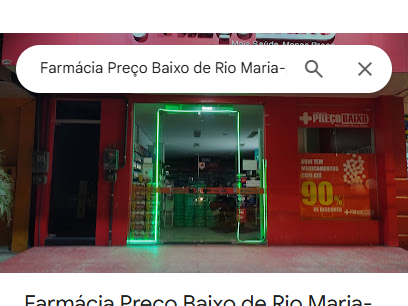 Farmácia Preço Baixo de Rio Maria-
Mais Saúde, Menos Preço
+PREÇO BAIXO
AQUI TEM
MEDICAMENTOS
COM ATÉ
90%
DE DESCONTO
Farmácia Preço Baixo de Rio Maria-